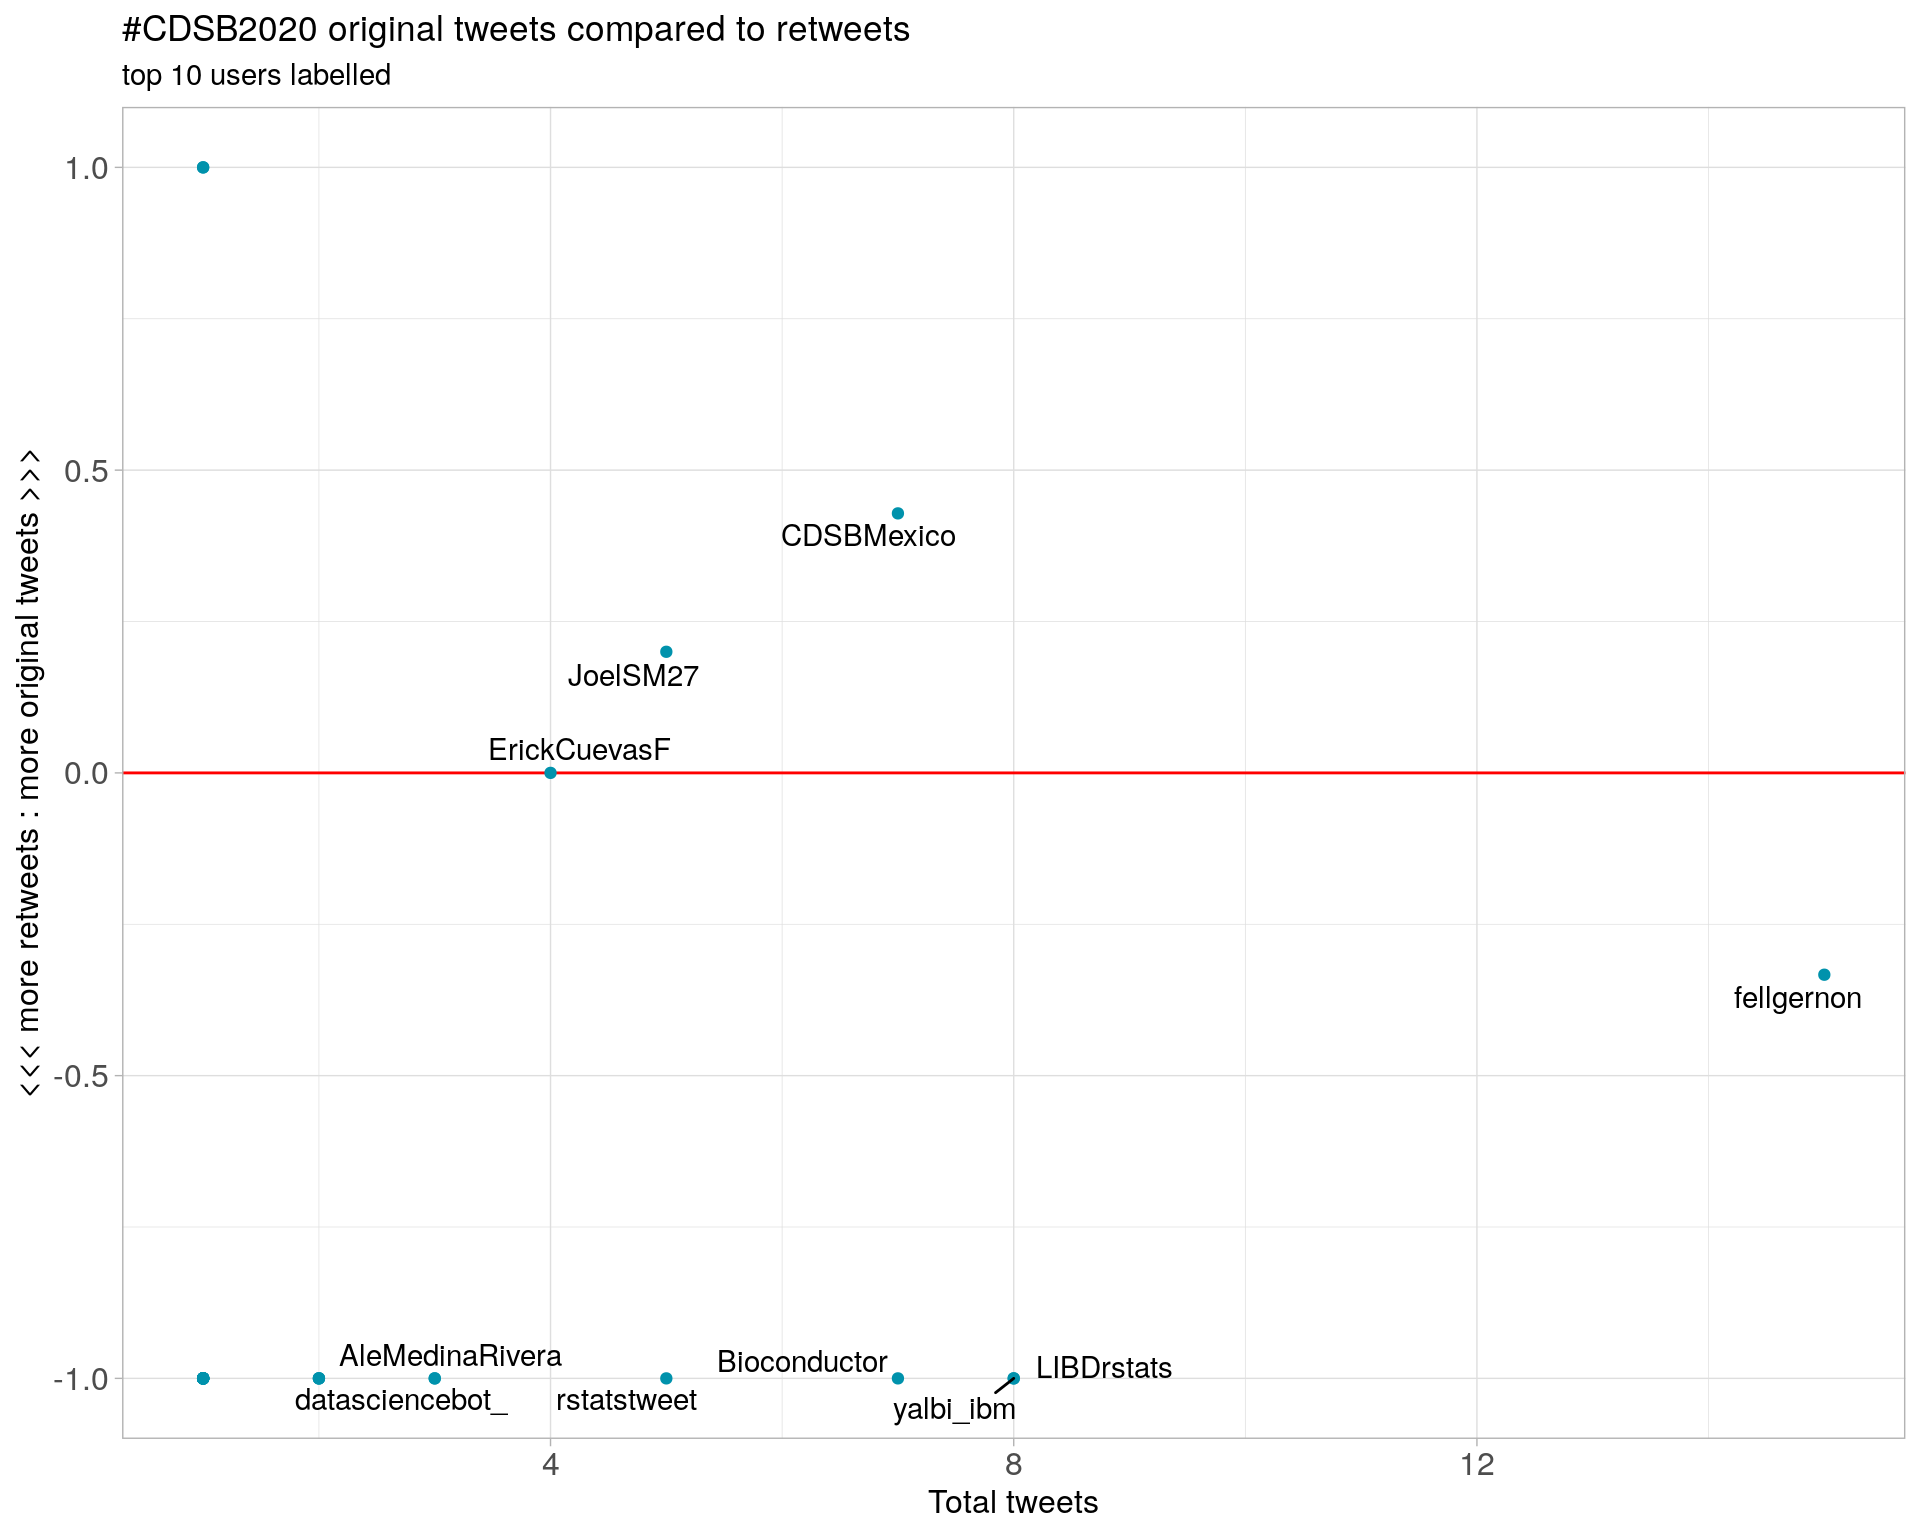 #CDSB2020 original tweets compared to retweets
top 10 users labelled
<<< more retweets : more original tweets >>>
1.0
0.5
CDSBMexico
JoelSM27
ErickCuevasF
0.0
fellgernon
-0.5
AleMedinaRivera
Bioconductor
LIBDrstats
-1.0
datasciencebot_
rstatstweet
yalbi_ibm
4
8
12
Total tweets